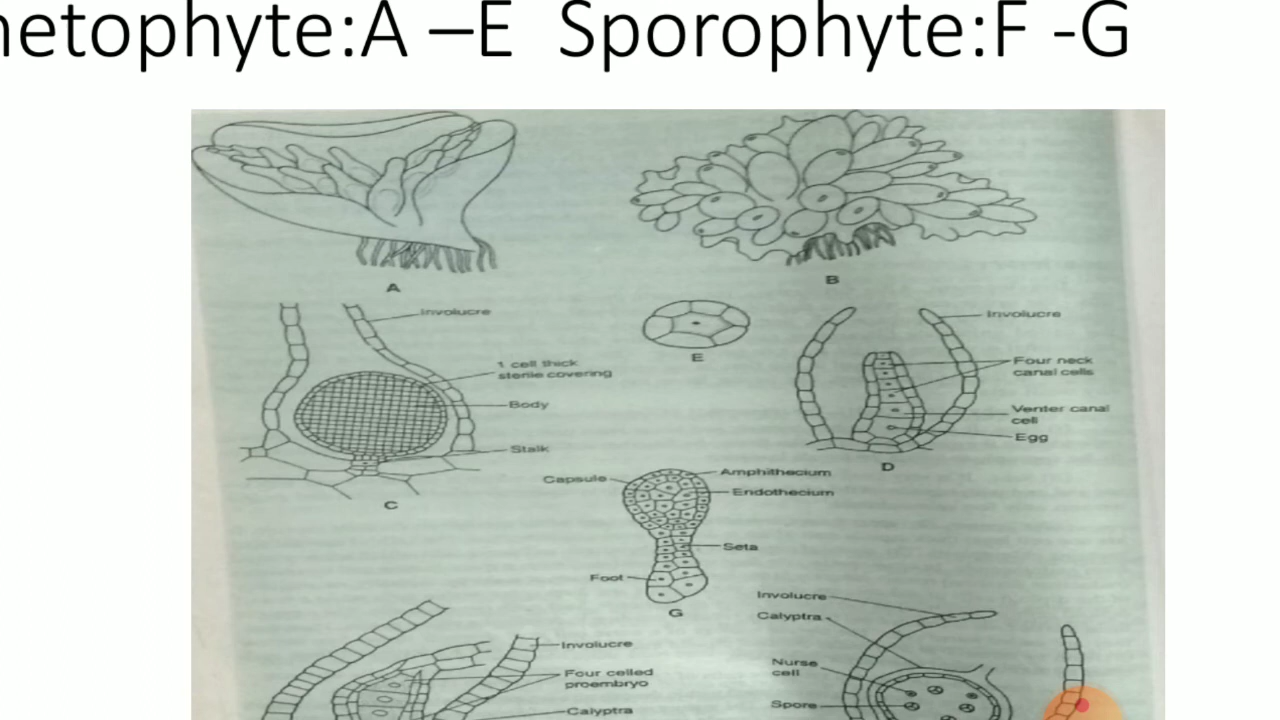 netophyte:A –E Sporophyte:F -G
A
B
Involucre
1 cell thick
sterile covering
Body
Stalk
C
E
Involucre
Four neck
canal cells
Venter canal
cell
Egg
D
Capsule
Amphithecium
Endothecium
Seta
Foot
G
Involucre
Four celled
proembryo
Calyptra
Involucre
Calyptra
Nurse
cell
Spore